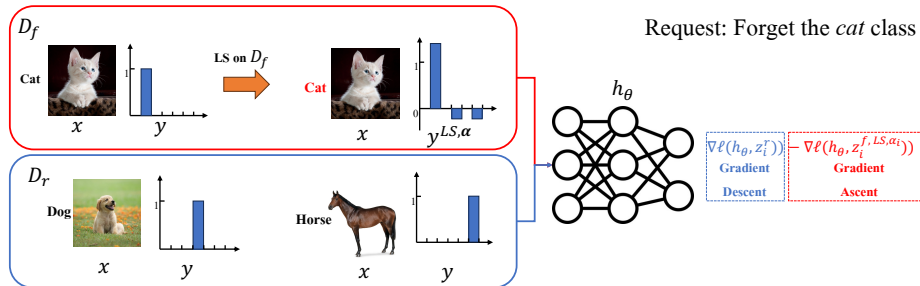 Request: Forget the cat class
D_f
Cat
1
x
y
LS on D_f
Cat
1
0
x
y^{LS,α}
h_θ
∇ℓ(h_θ, z_i^r))
Gradient
Descent
− ∇ℓ(h_θ, z_i^{f,LS,α_i}))
Gradient
Ascent
D_r
Dog
1
x
y
Horse
1
x
y